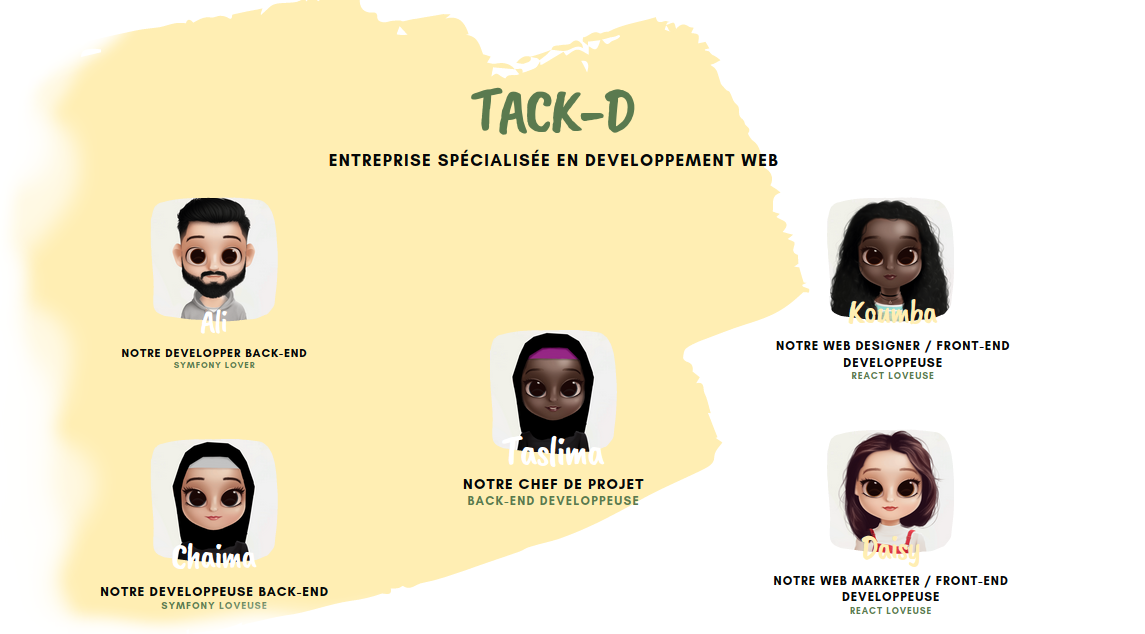 TACK-D
ENTREPRISE SPÉCIALISÉE EN DEVELOPPEMENT WEB
Ali
NOTRE DEVELOPPER BACK-END
SYMFONY LOVER
Koumba
NOTRE WEB DESIGNER / FRONT-END
DEVELOPPEUSE
REACT LOVEUSE
Taslima
NOTRE CHEF DE PROJET
BACK-END DEVELOPPEUSE
Chaima
NOTRE DEVELOPPEUSE BACK-END
SYMFONY LOVEUSE
Daisy
NOTRE WEB MARKETER / FRONT-END
DEVELOPPEUSE
REACT LOVEUSE